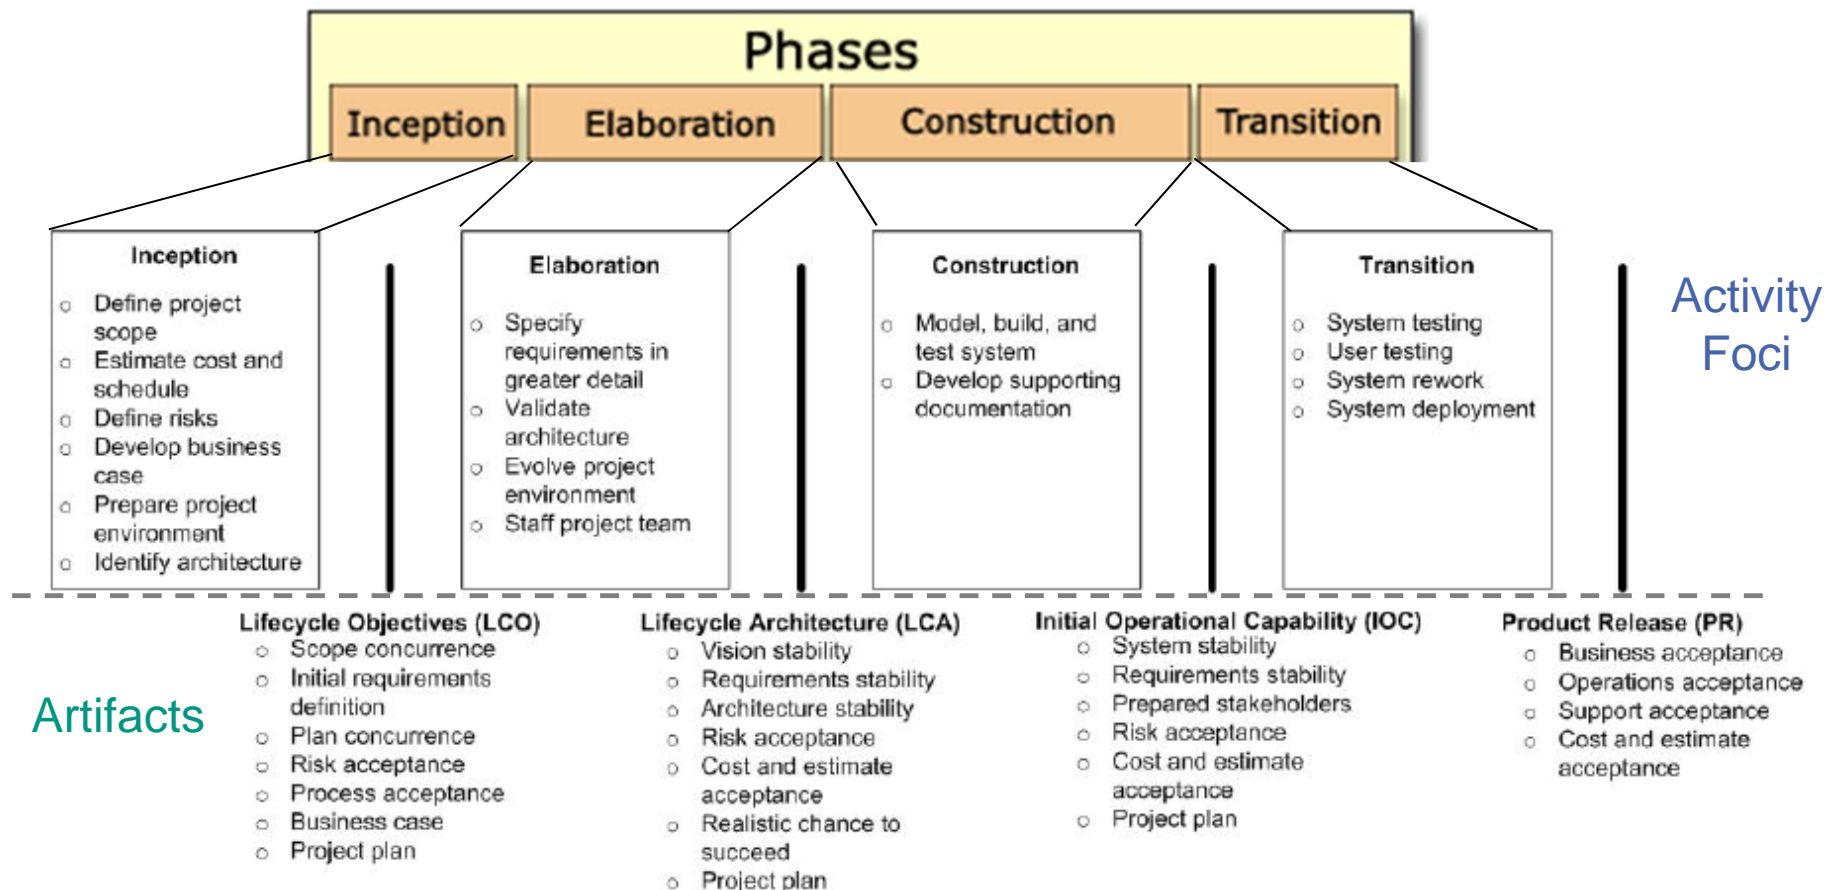 Phases
Inception
Elaboration
Construction
Transition
Inception
○ Define project
scope
○ Estimate cost and
schedule
○ Define risks
○ Develop business
case
○ Prepare project
environment
○ Identify architecture
Elaboration
○ Specify
requirements in
greater detail
○ Validate
architecture
○ Evolve project
environment
○ Staff project team
Construction
○ Model, build, and
test system
○ Develop supporting
documentation
Transition
○ System testing
○ User testing
○ System rework
○ System deployment
Activity
Foci
Artifacts
Lifecycle Objectives (LCO)
○ Scope concurrence
○ Initial requirements
definition
○ Plan concurrence
○ Risk acceptance
○ Process acceptance
○ Business case
○ Project plan
Lifecycle Architecture (LCA)
○ Vision stability
○ Requirements stability
○ Architecture stability
○ Risk acceptance
○ Cost and estimate
acceptance
○ Realistic chance to
succeed
○ Project plan
Initial Operational Capability (IOC)
○ System stability
○ Requirements stability
○ Prepared stakeholders
○ Risk acceptance
○ Cost and estimate
acceptance
○ Project plan
Product Release (PR)
○ Business acceptance
○ Operations acceptance
○ Support acceptance
○ Cost and estimate
acceptance